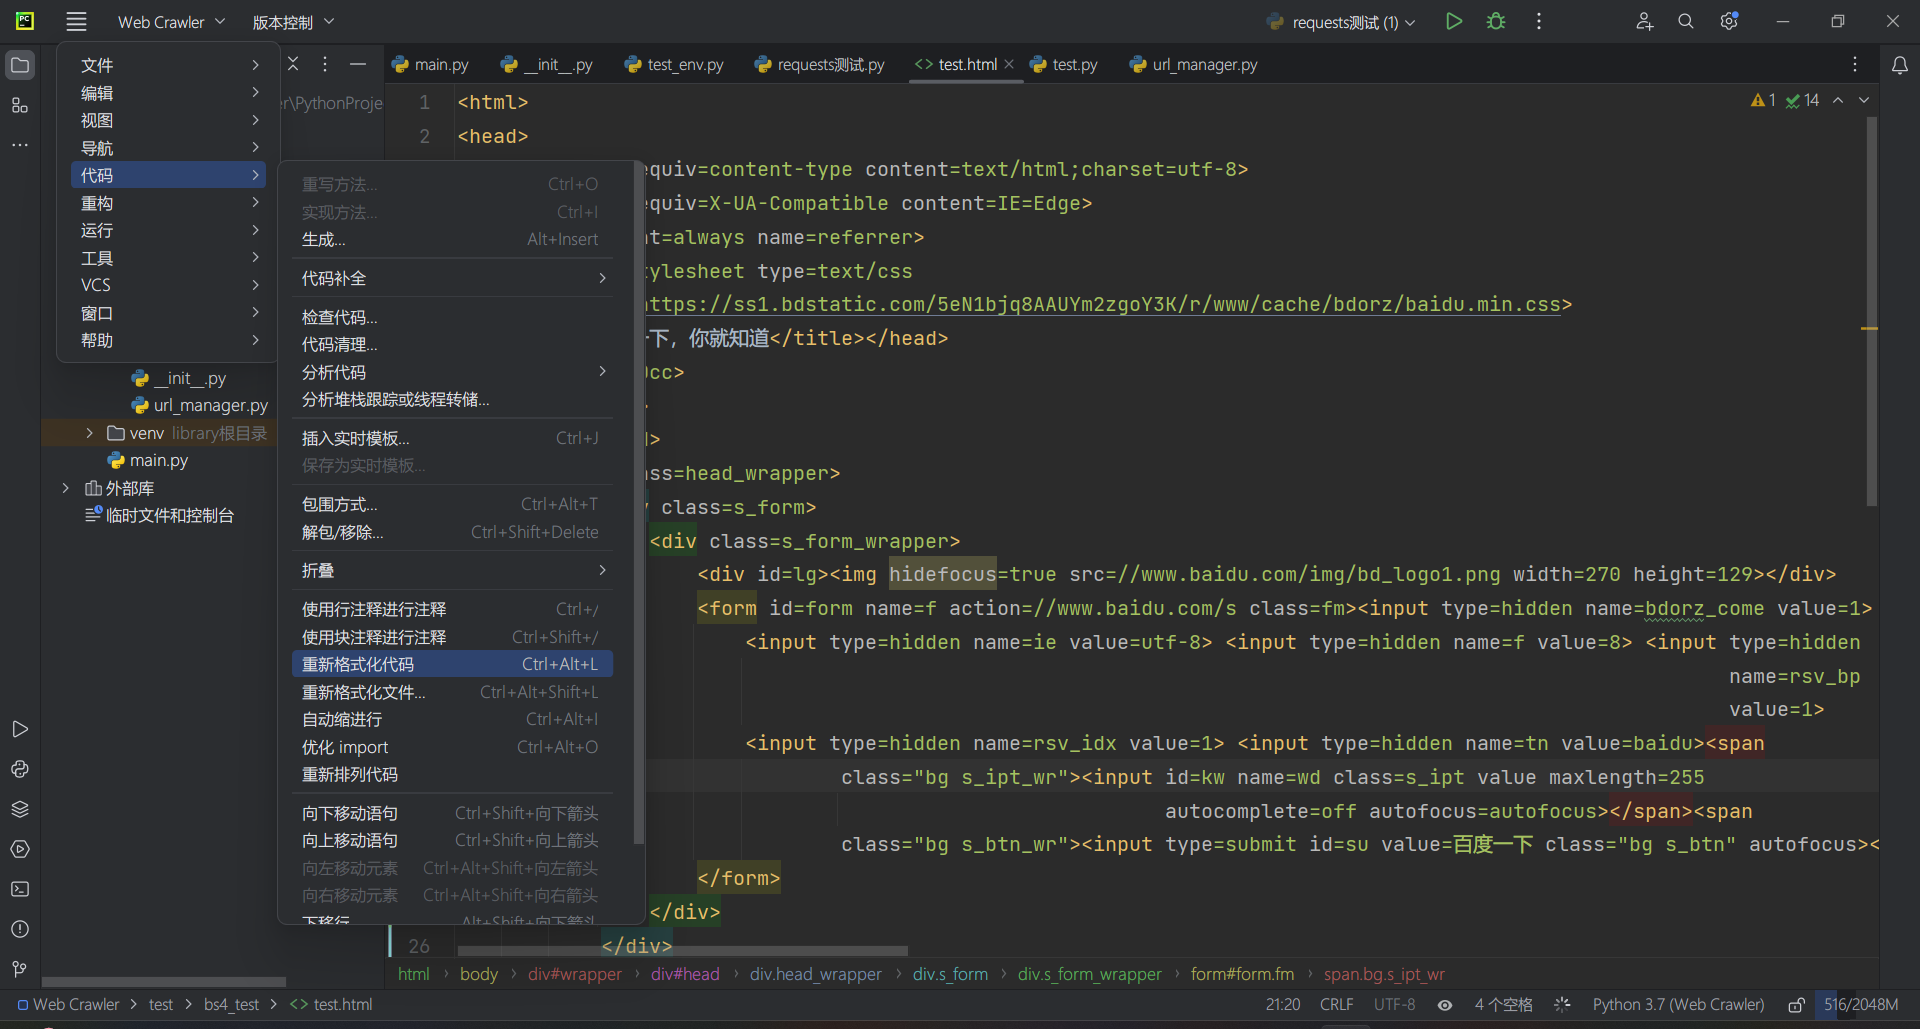 PC
Web Crawler
版本控制
requests测试 (1)
文件
编辑
视图
导航
代码
重构
运行
工具
VCS
窗口
帮助
er\PythonProje
__init__.py
url_manager.py
venv library根目录
main.py
外部库
临时文件和控制台
main.py
__init__.py
test_env.py
requests测试.py
test.html
test.py
url_manager.py
1
14
重写方法... Ctrl+O
实现方法... Ctrl+I
生成... Alt+Insert
代码补全
检查代码...
代码清理...
分析代码
分析堆栈跟踪或线程转储...
插入实时模板... Ctrl+J
保存为实时模板...
包围方式... Ctrl+Alt+T
解包/移除... Ctrl+Shift+Delete
折叠
使用行注释进行注释 Ctrl+/
使用块注释进行注释 Ctrl+Shift+/
重新格式化代码 Ctrl+Alt+L
重新格式化文件... Ctrl+Alt+Shift+L
自动缩进行 Ctrl+Alt+I
优化 import Ctrl+Alt+O
重新排列代码
向下移动语句 Ctrl+Shift+向下箭头
向上移动语句 Ctrl+Shift+向上箭头
向左移动元素 Ctrl+Alt+Shift+向左箭头
向右移动元素 Ctrl+Alt+Shift+向右箭头
下移行 Alt+Shift+向下箭头
1 <html>
2 <head>
equiv=content-type content=text/html;charset=utf-8>
equiv=X-UA-Compatible content=IE=Edge>
nt=always name=referrer>
tylesheet type=text/css
https://ss1.bdstatic.com/5eN1bjq8AAUYm2zgoY3K/r/www/cache/bdorz/baidu.min.css>
一下，你就知道</title></head>
cc>
>
ss=head_wrapper>
class=s_form>
<div class=s_form_wrapper>
<div id=lg><img hidefocus=true src=//www.baidu.com/img/bd_logo1.png width=270 height=129></div>
<form id=form name=f action=//www.baidu.com/s class=fm><input type=hidden name=bdorz_come value=1>
<input type=hidden name=ie value=utf-8> <input type=hidden name=f value=8> <input type=hidden
name=rsv_bp
value=1>
<input type=hidden name=rsv_idx value=1> <input type=hidden name=tn value=baidu><span
class="bg s_ipt_wr"><input id=kw name=wd class=s_ipt value maxlength=255
autocomplete=off autofocus=autofocus></span><span
class="bg s_btn_wr"><input type=submit id=su value=百度一下 class="bg s_btn" autofocus><
</form>
</div>
26 </div>
html > body > div#wrapper > div#head > div.head_wrapper > div.s_form > div.s_form_wrapper > form#form.fm > span.bg.s_ipt_wr
Web Crawler > test > bs4_test > <> test.html
21:20 CRLF UTF-8 4 个空格 Python 3.7 (Web Crawler) 516/2048M